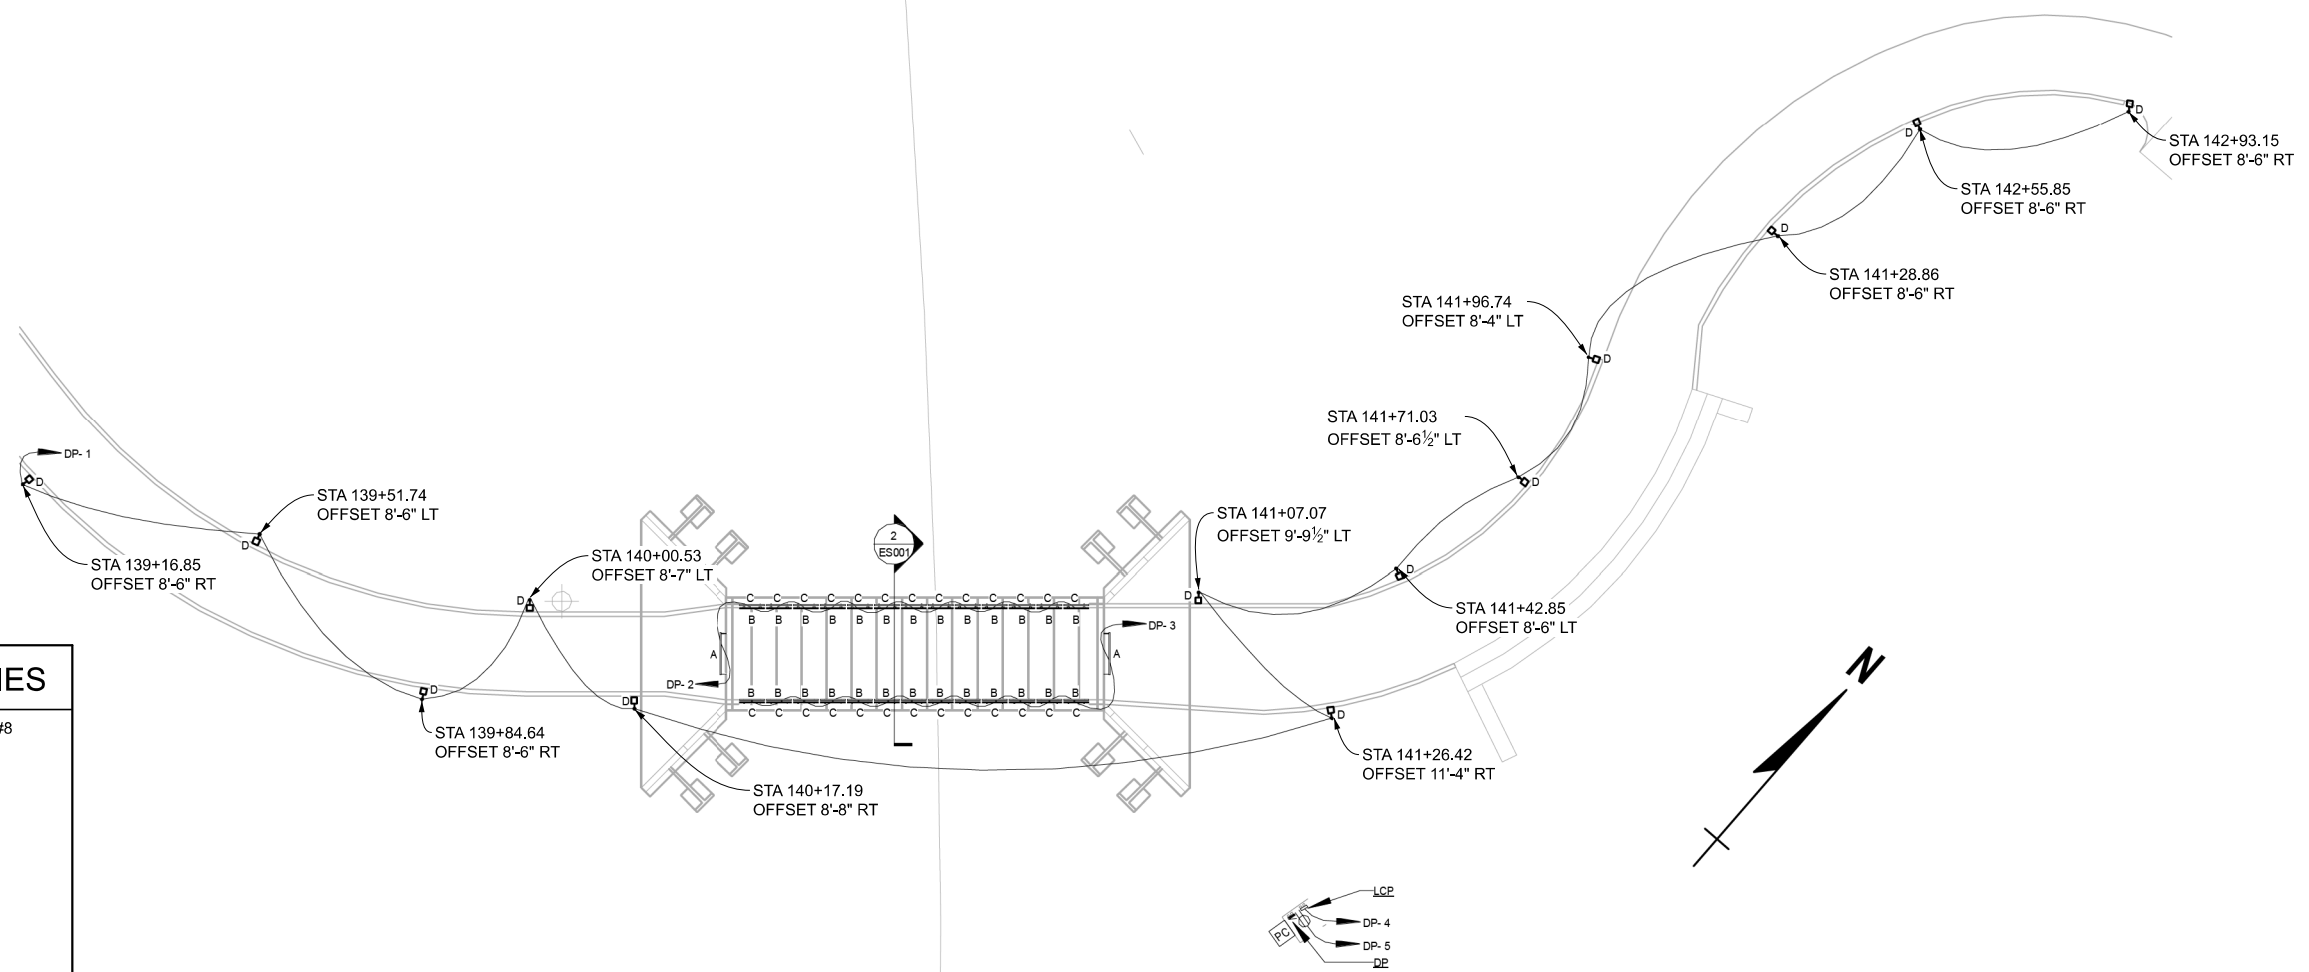 STA 142+93.15
OFFSET 8'-6" RT
D
D
STA 142+55.85
OFFSET 8'-6" RT
D
STA 141+28.86
OFFSET 8'-6" RT
STA 141+96.74
OFFSET 8'-4" LT
D
STA 141+71.03
OFFSET 8'-6½" LT
D
DP- 1
D
STA 139+51.74
OFFSET 8'-6" LT
D
STA 139+16.85
OFFSET 8'-6" RT
STA 140+00.53
OFFSET 8'-7" LT
D
2
ES001
STA 141+07.07
OFFSET 9'-9½" LT
D
D
STA 141+42.85
OFFSET 8'-6" LT
C C C C C C C C C C C C C
B B B B B B B B B B B B B
DP- 3
A
A
DP- 2
B B B B B B B B B B B B B
C C C C C C C C C C C C C
D
STA 139+84.64
OFFSET 8'-6" RT
D
STA 140+17.19
OFFSET 8'-8" RT
D
STA 141+26.42
OFFSET 11'-4" RT
IES
#8
N
LCP
DP- 4
DP- 5
DP
PC